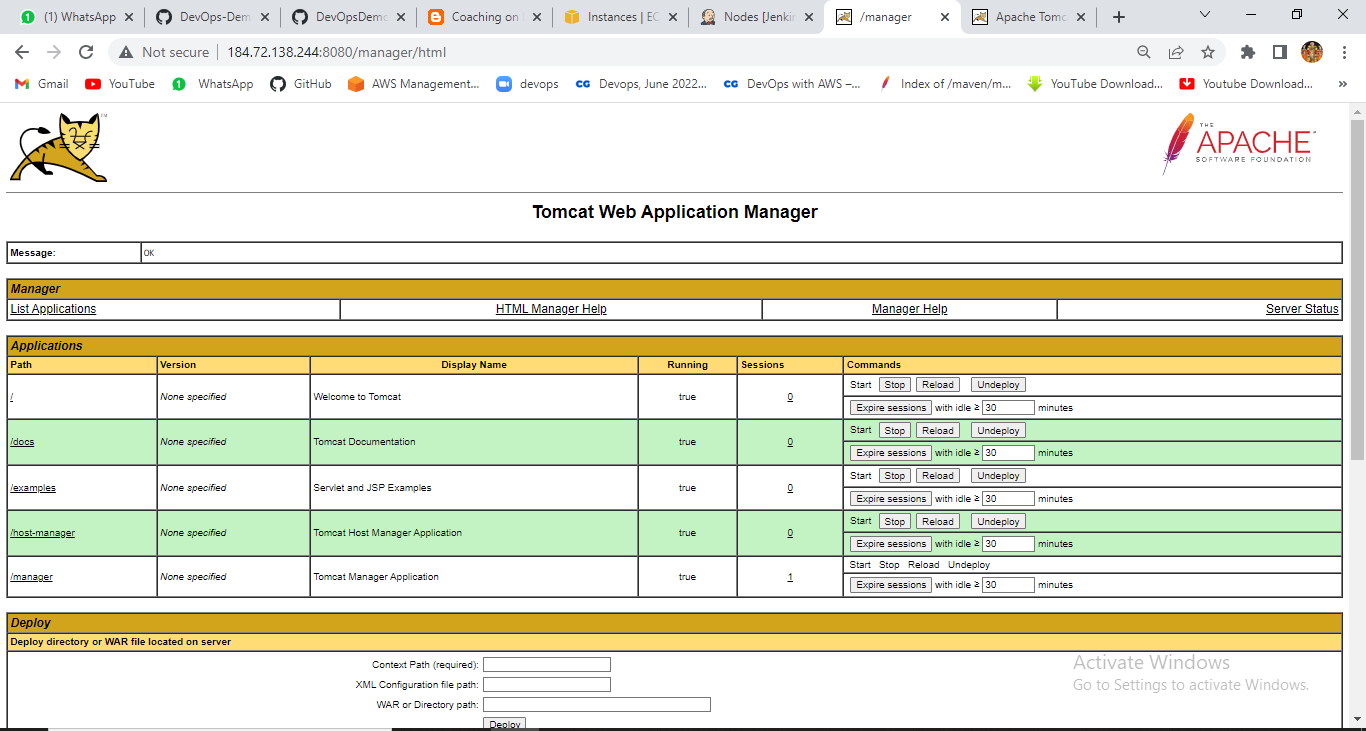 (1) WhatsApp
DevOps-Dem
DevOpsDemo
Coaching on
Instances | EC
Nodes [Jenki
/manager
Apache Tomc
Not secure 184.72.138.244:8080/manager/html
Gmail YouTube WhatsApp GitHub AWS Management... devops Devops, June 2022... DevOps with AWS –... Index of /maven/m... YouTube Download... Youtube Download... »
THE
APACHE
SOFTWARE FOUNDATION
Tomcat Web Application Manager
Message: OK
Manager
List Applications HTML Manager Help Manager Help Server Status
Applications
Path Version Display Name Running Sessions Commands
/ None specified Welcome to Tomcat true 0 Start Stop Reload Undeploy
Expire sessions with idle ≥ 30 minutes
/docs None specified Tomcat Documentation true 0 Start Stop Reload Undeploy
Expire sessions with idle ≥ 30 minutes
/examples None specified Servlet and JSP Examples true 0 Start Stop Reload Undeploy
Expire sessions with idle ≥ 30 minutes
/host-manager None specified Tomcat Host Manager Application true 0 Start Stop Reload Undeploy
Expire sessions with idle ≥ 30 minutes
/manager None specified Tomcat Manager Application true 1 Start Stop Reload Undeploy
Expire sessions with idle ≥ 30 minutes
Deploy
Deploy directory or WAR file located on server
Context Path (required):
XML Configuration file path:
WAR or Directory path:
Deploy
Activate Windows
Go to Settings to activate Windows.